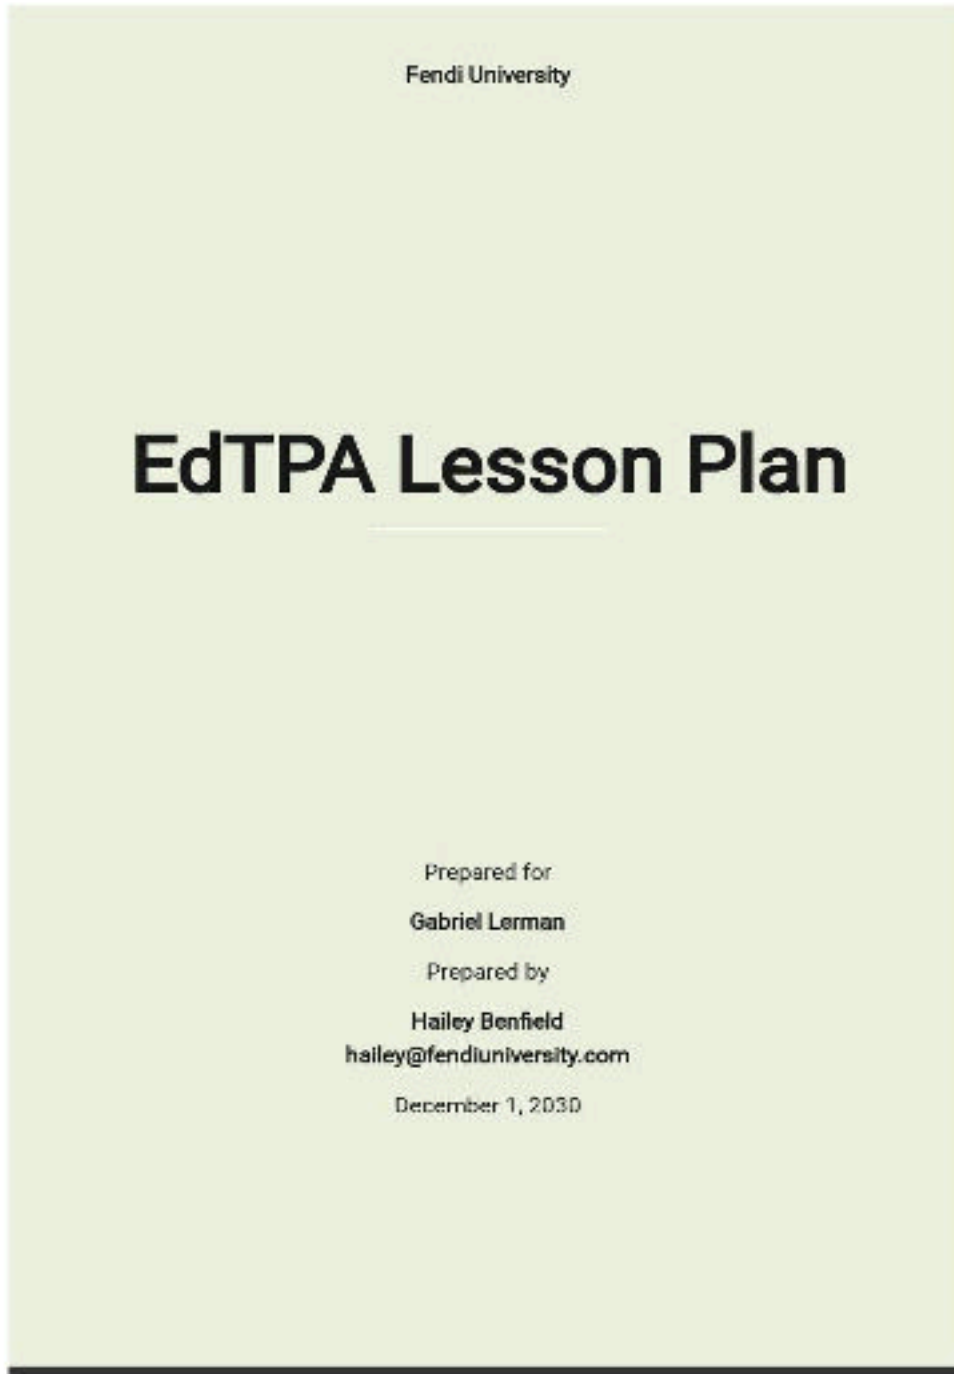 Fendi University
EdTPA Lesson Plan
Prepared for
Gabriel Lerman
Prepared by
Hailey Benfield
hailey@fendiuniversity.com
December 1, 2030